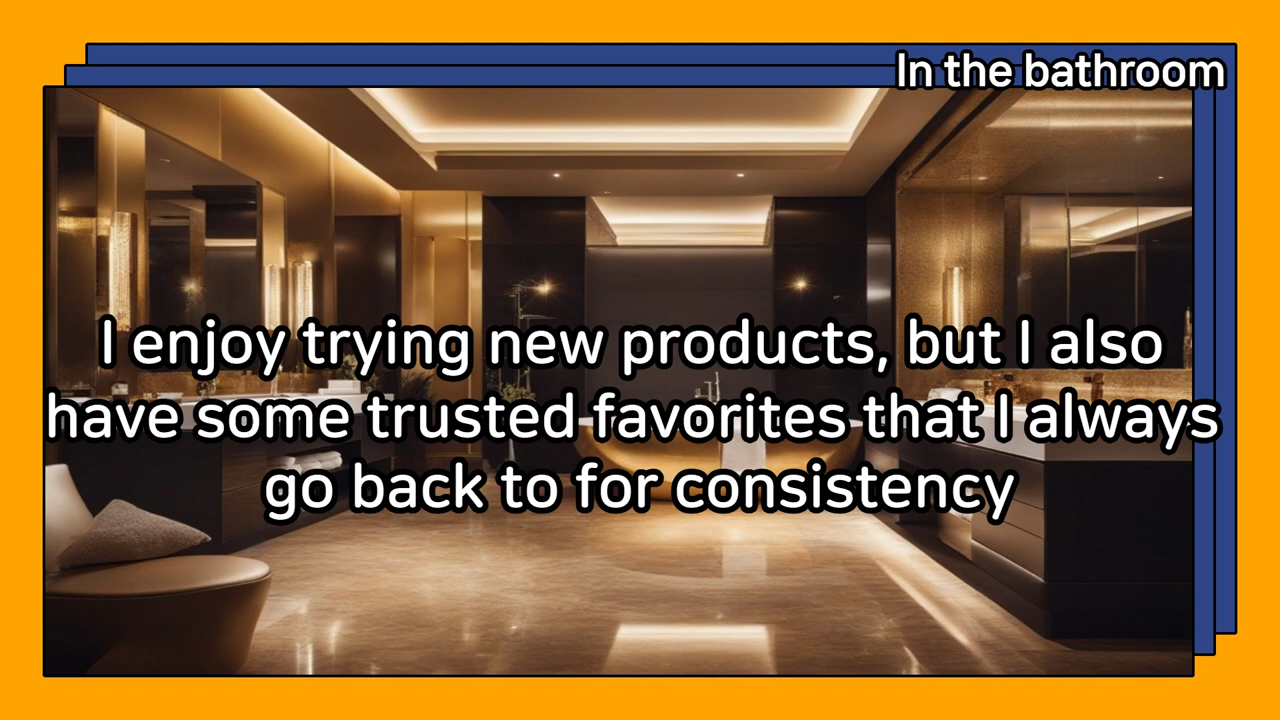 In the bathroom
I enjoy trying new products, but I also
have some trusted favorites that I always
go back to for consistency